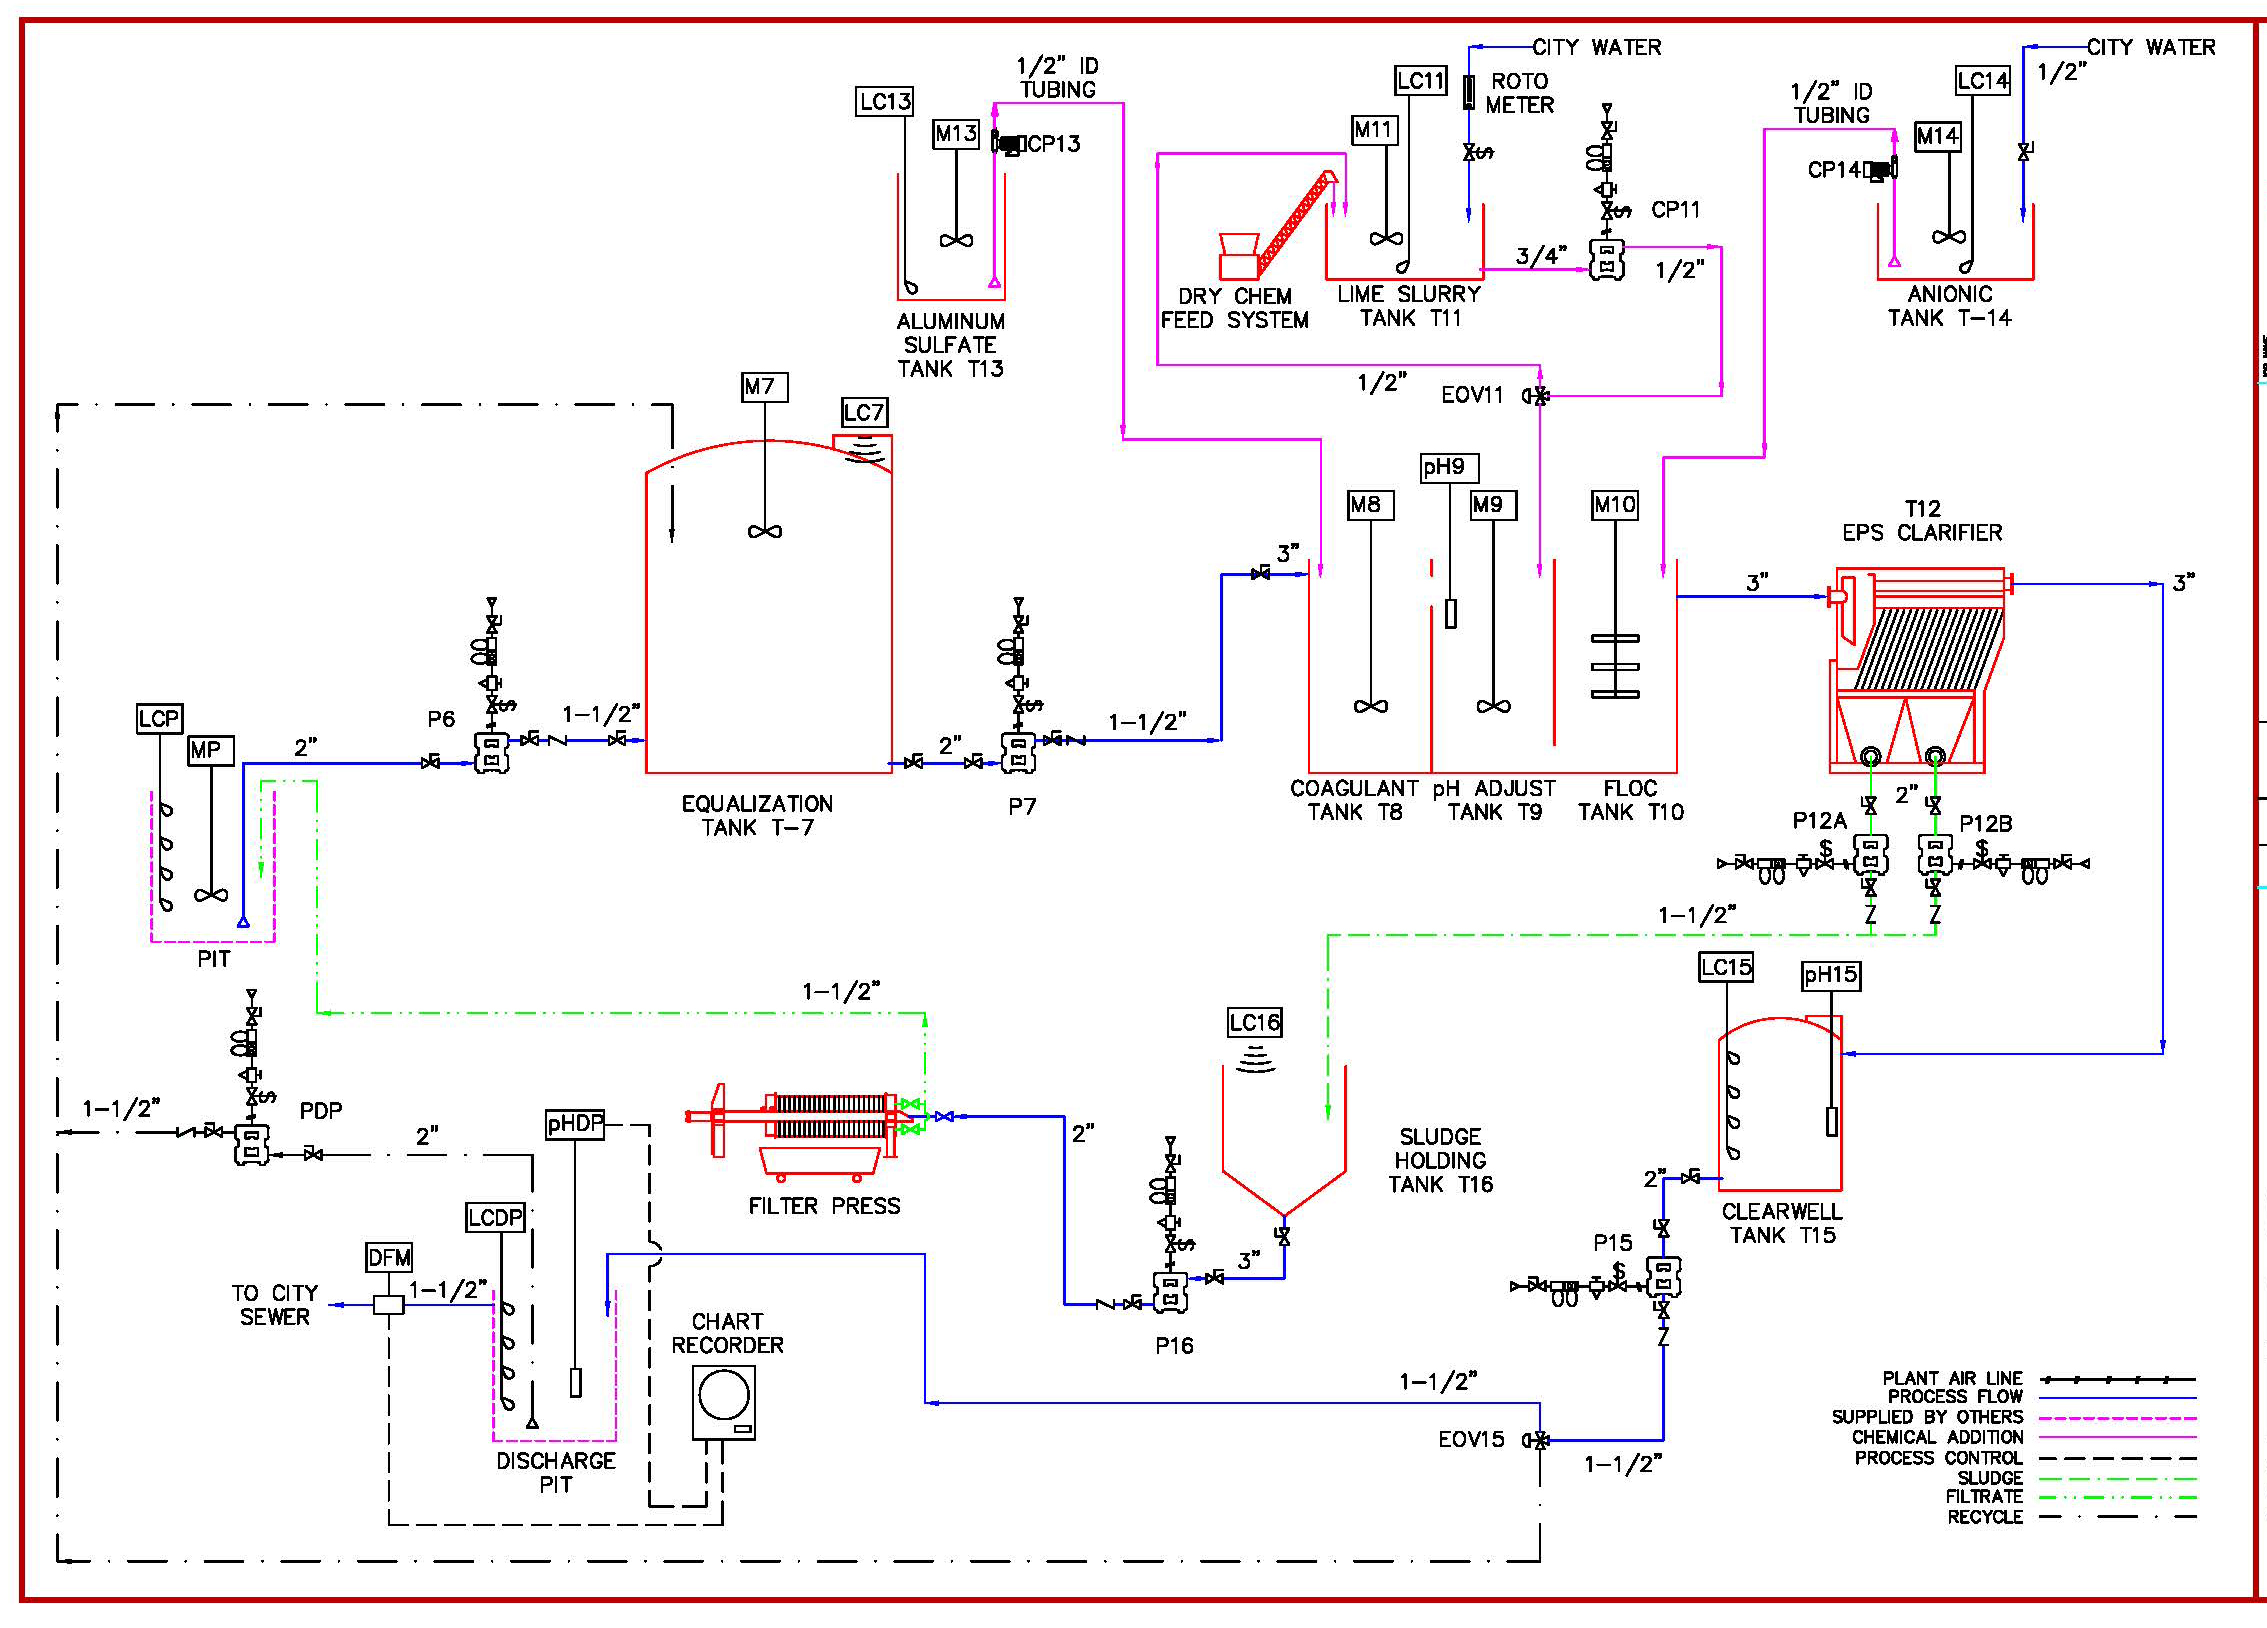 CITY WATER
CITY WATER
1/2" ID
TUBING
LC13
M13
CP13
LC11
M11
ROTO
METER
1/2" ID
TUBING
LC14
1/2"
M14
CP14
CP11
3/4"
1/2"
DRY CHEM
FEED SYSTEM
LIME SLURRY
TANK T11
ANIONIC
TANK T-14
ALUMINUM
SULFATE
TANK T13
1/2"
EOV11
M7
LC7
pH9
M8
M9
M10
T12
EPS CLARIFIER
3"
3"
3"
P6
1-1/2"
1-1/2"
LCP
MP
2"
2"
EQUALIZATION
TANK T-7
P7
COAGULANT
TANK T8
pH ADJUST
TANK T9
FLOC
TANK T10
2"
P12A
P12B
PIT
1-1/2"
1-1/2"
LC15
pH15
LC16
1-1/2"
PDP
pHDP
2"
2"
SLUDGE
HOLDING
TANK T16
FILTER PRESS
2"
CLEARWELL
TANK T15
LCDP
DFM
1-1/2"
TO CITY
SEWER
3"
P15
P16
CHART
RECORDER
DISCHARGE
PIT
1-1/2"
EOV15
1-1/2"
PLANT AIR LINE
PROCESS FLOW
SUPPLIED BY OTHERS
CHEMICAL ADDITION
PROCESS CONTROL
SLUDGE
FILTRATE
RECYCLE